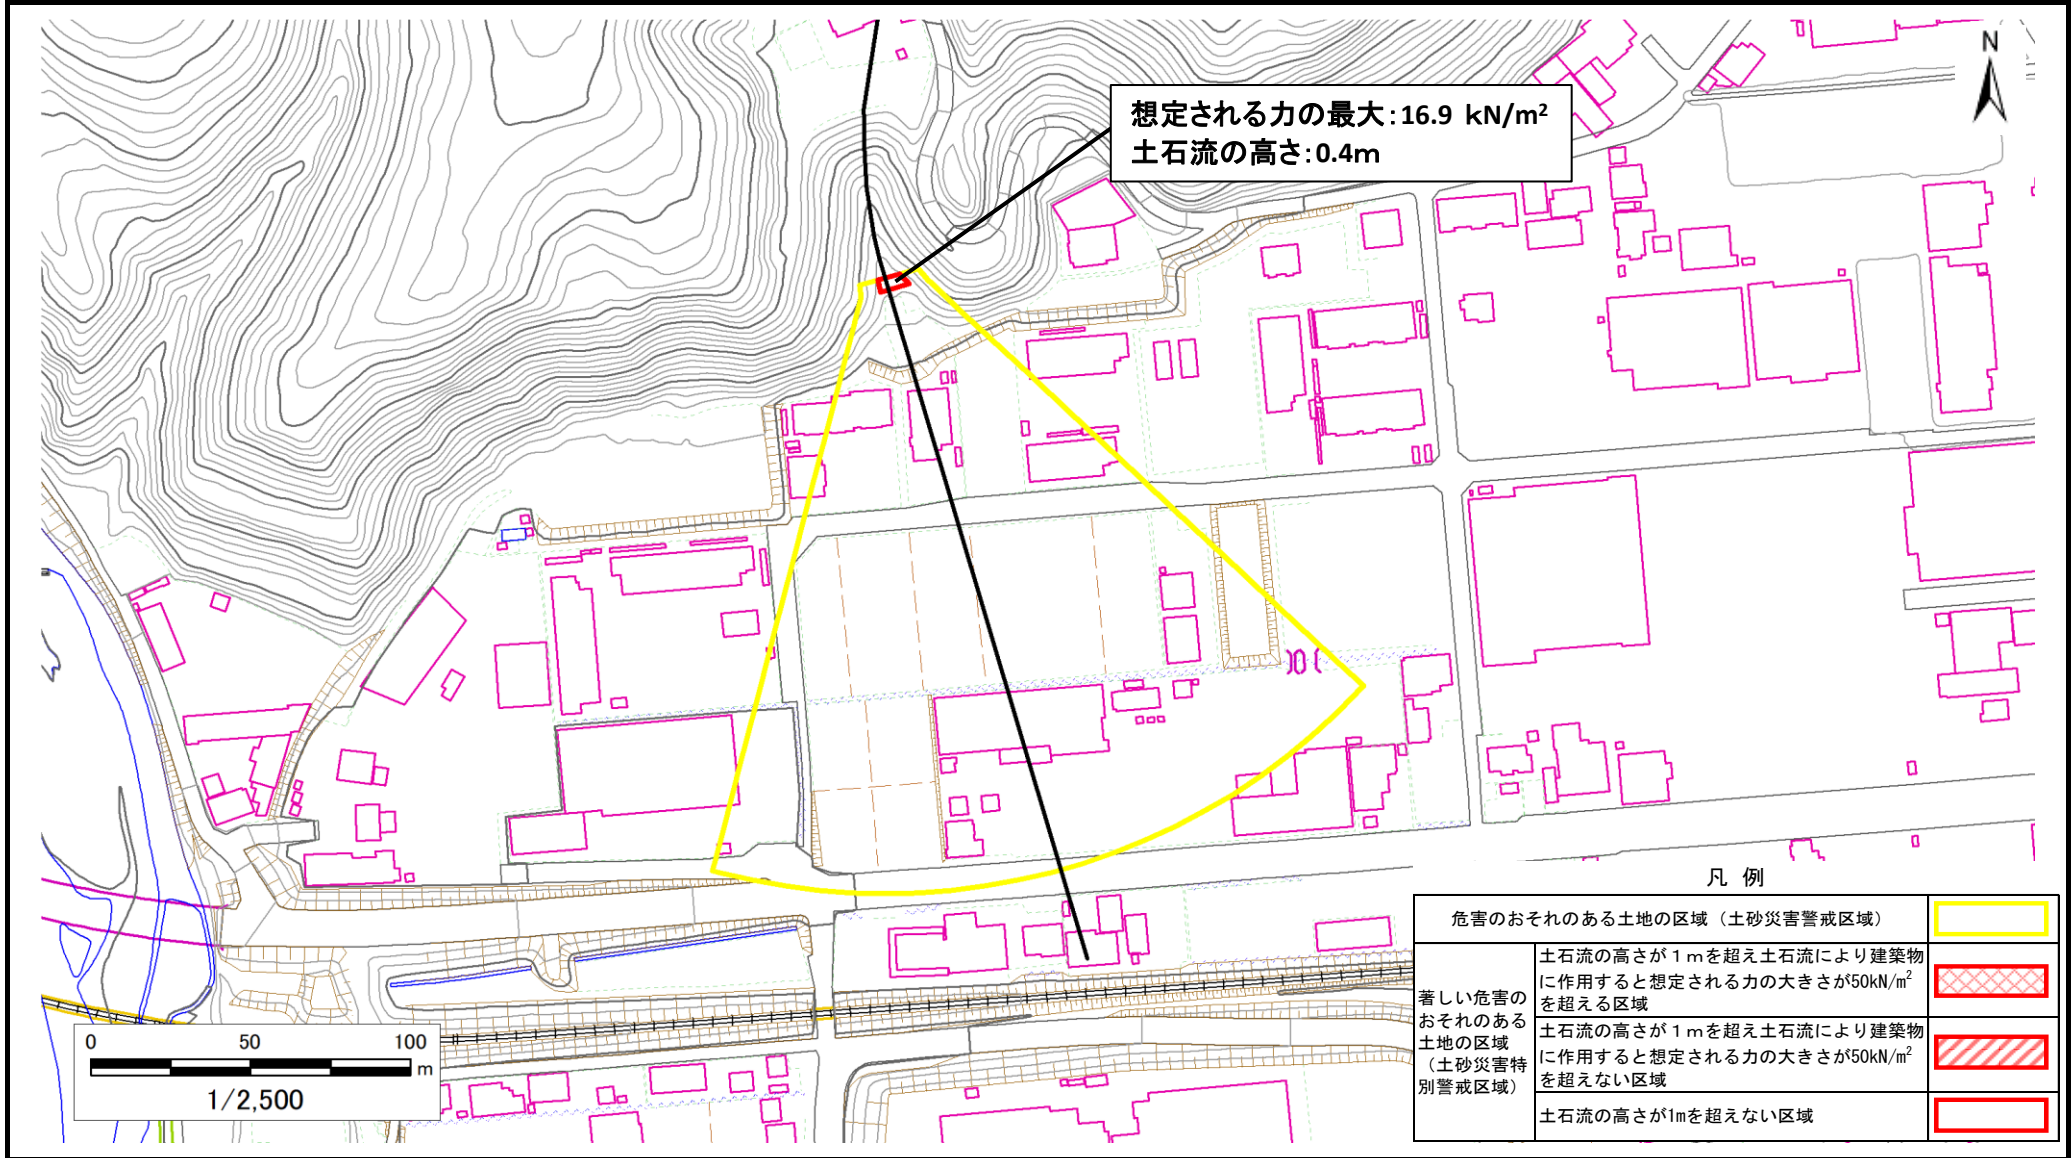 N
想定される力の最大:16.9 kN/m²
土石流の高さ:0.4m
凡 例
危害のおそれのある土地の区域(土砂災害警戒区域)
著しい危害の
おそれのある
土地の区域
(土砂災害特
別警戒区域)
土石流の高さが1mを超え土石流により建築物
に作用すると想定される力の大きさが50kN/m²
を超える区域
土石流の高さが1mを超え土石流により建築物
に作用すると想定される力の大きさが50kN/m²
を超えない区域
土石流の高さが1mを超えない区域
0 50 100
m
1/2,500